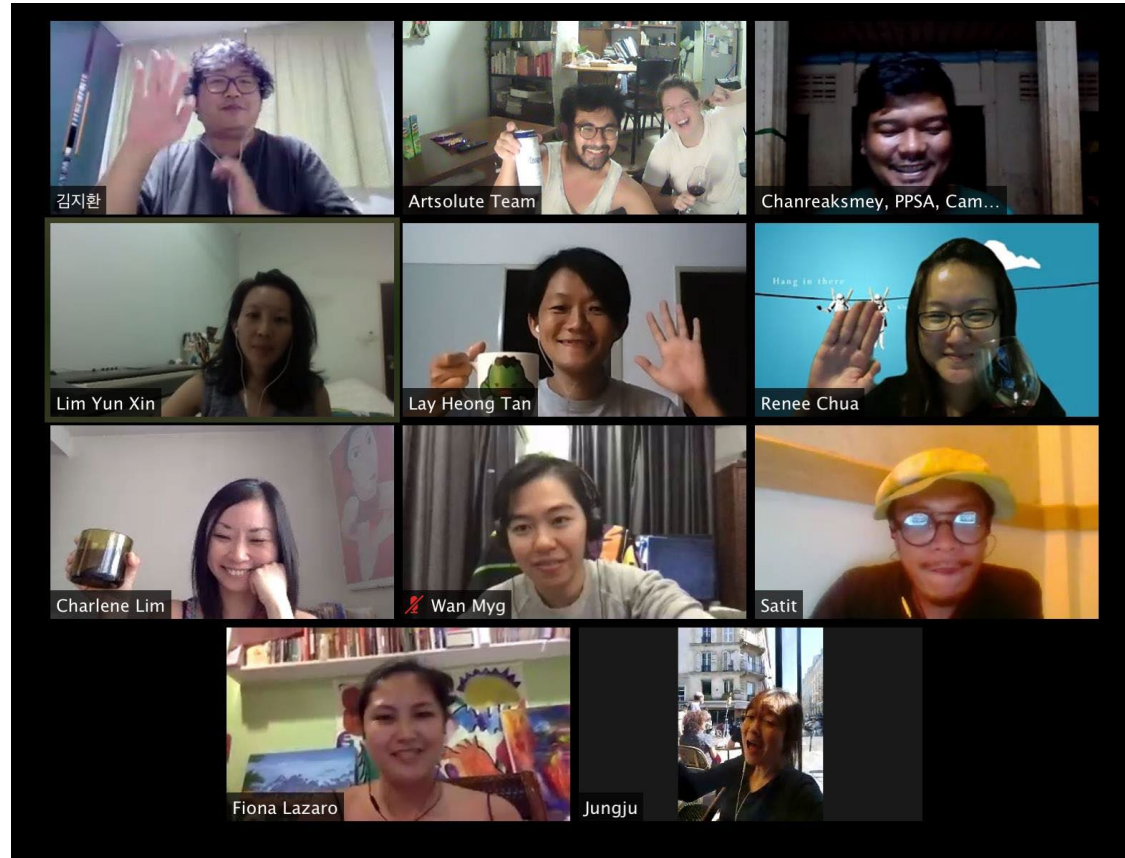 김지환
Artsolute Team
Chanreaksmey, PPSA, Cam...
Lim Yun Xin
Lay Heong Tan
Hang in there
Renee Chua
Charlene Lim
Wan Myg
Satit
Fiona Lazaro
Jungju